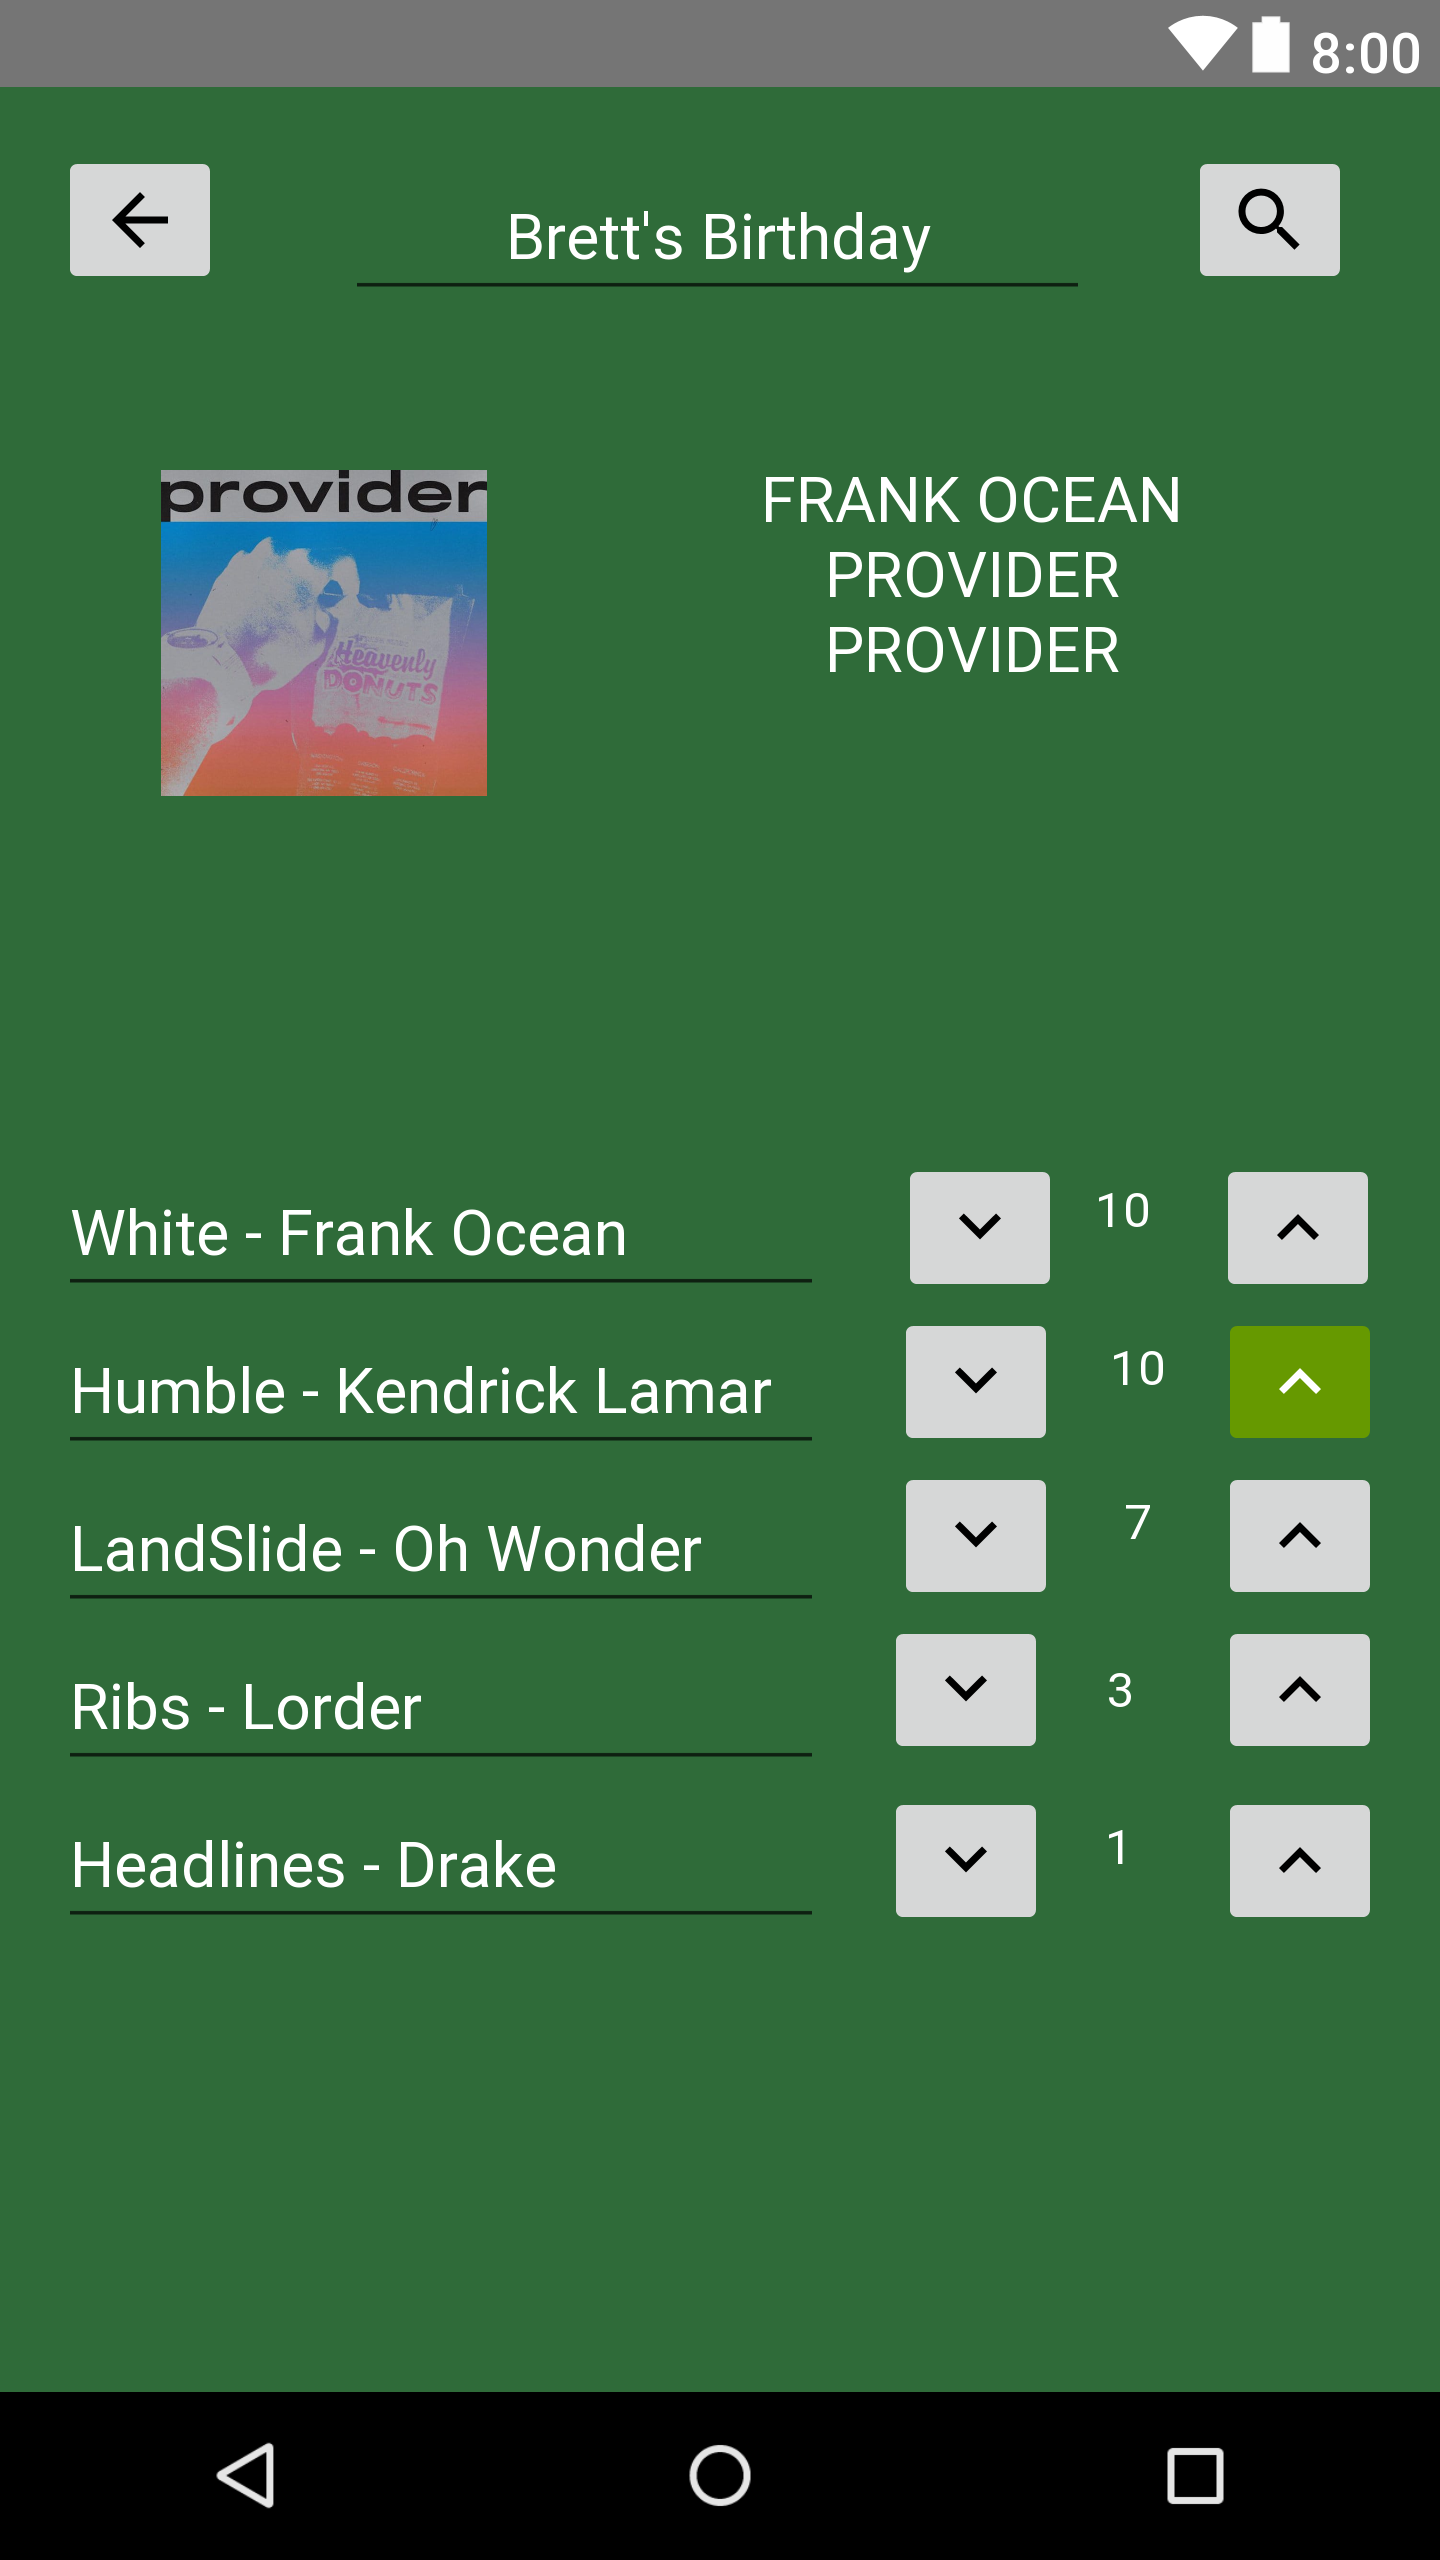 8:00
Brett's Birthday
provider
Heavenly
DONUTS
FRANK OCEAN
PROVIDER
PROVIDER
White - Frank Ocean
10
Humble - Kendrick Lamar
10
LandSlide - Oh Wonder
7
Ribs - Lorder
3
Headlines - Drake
1